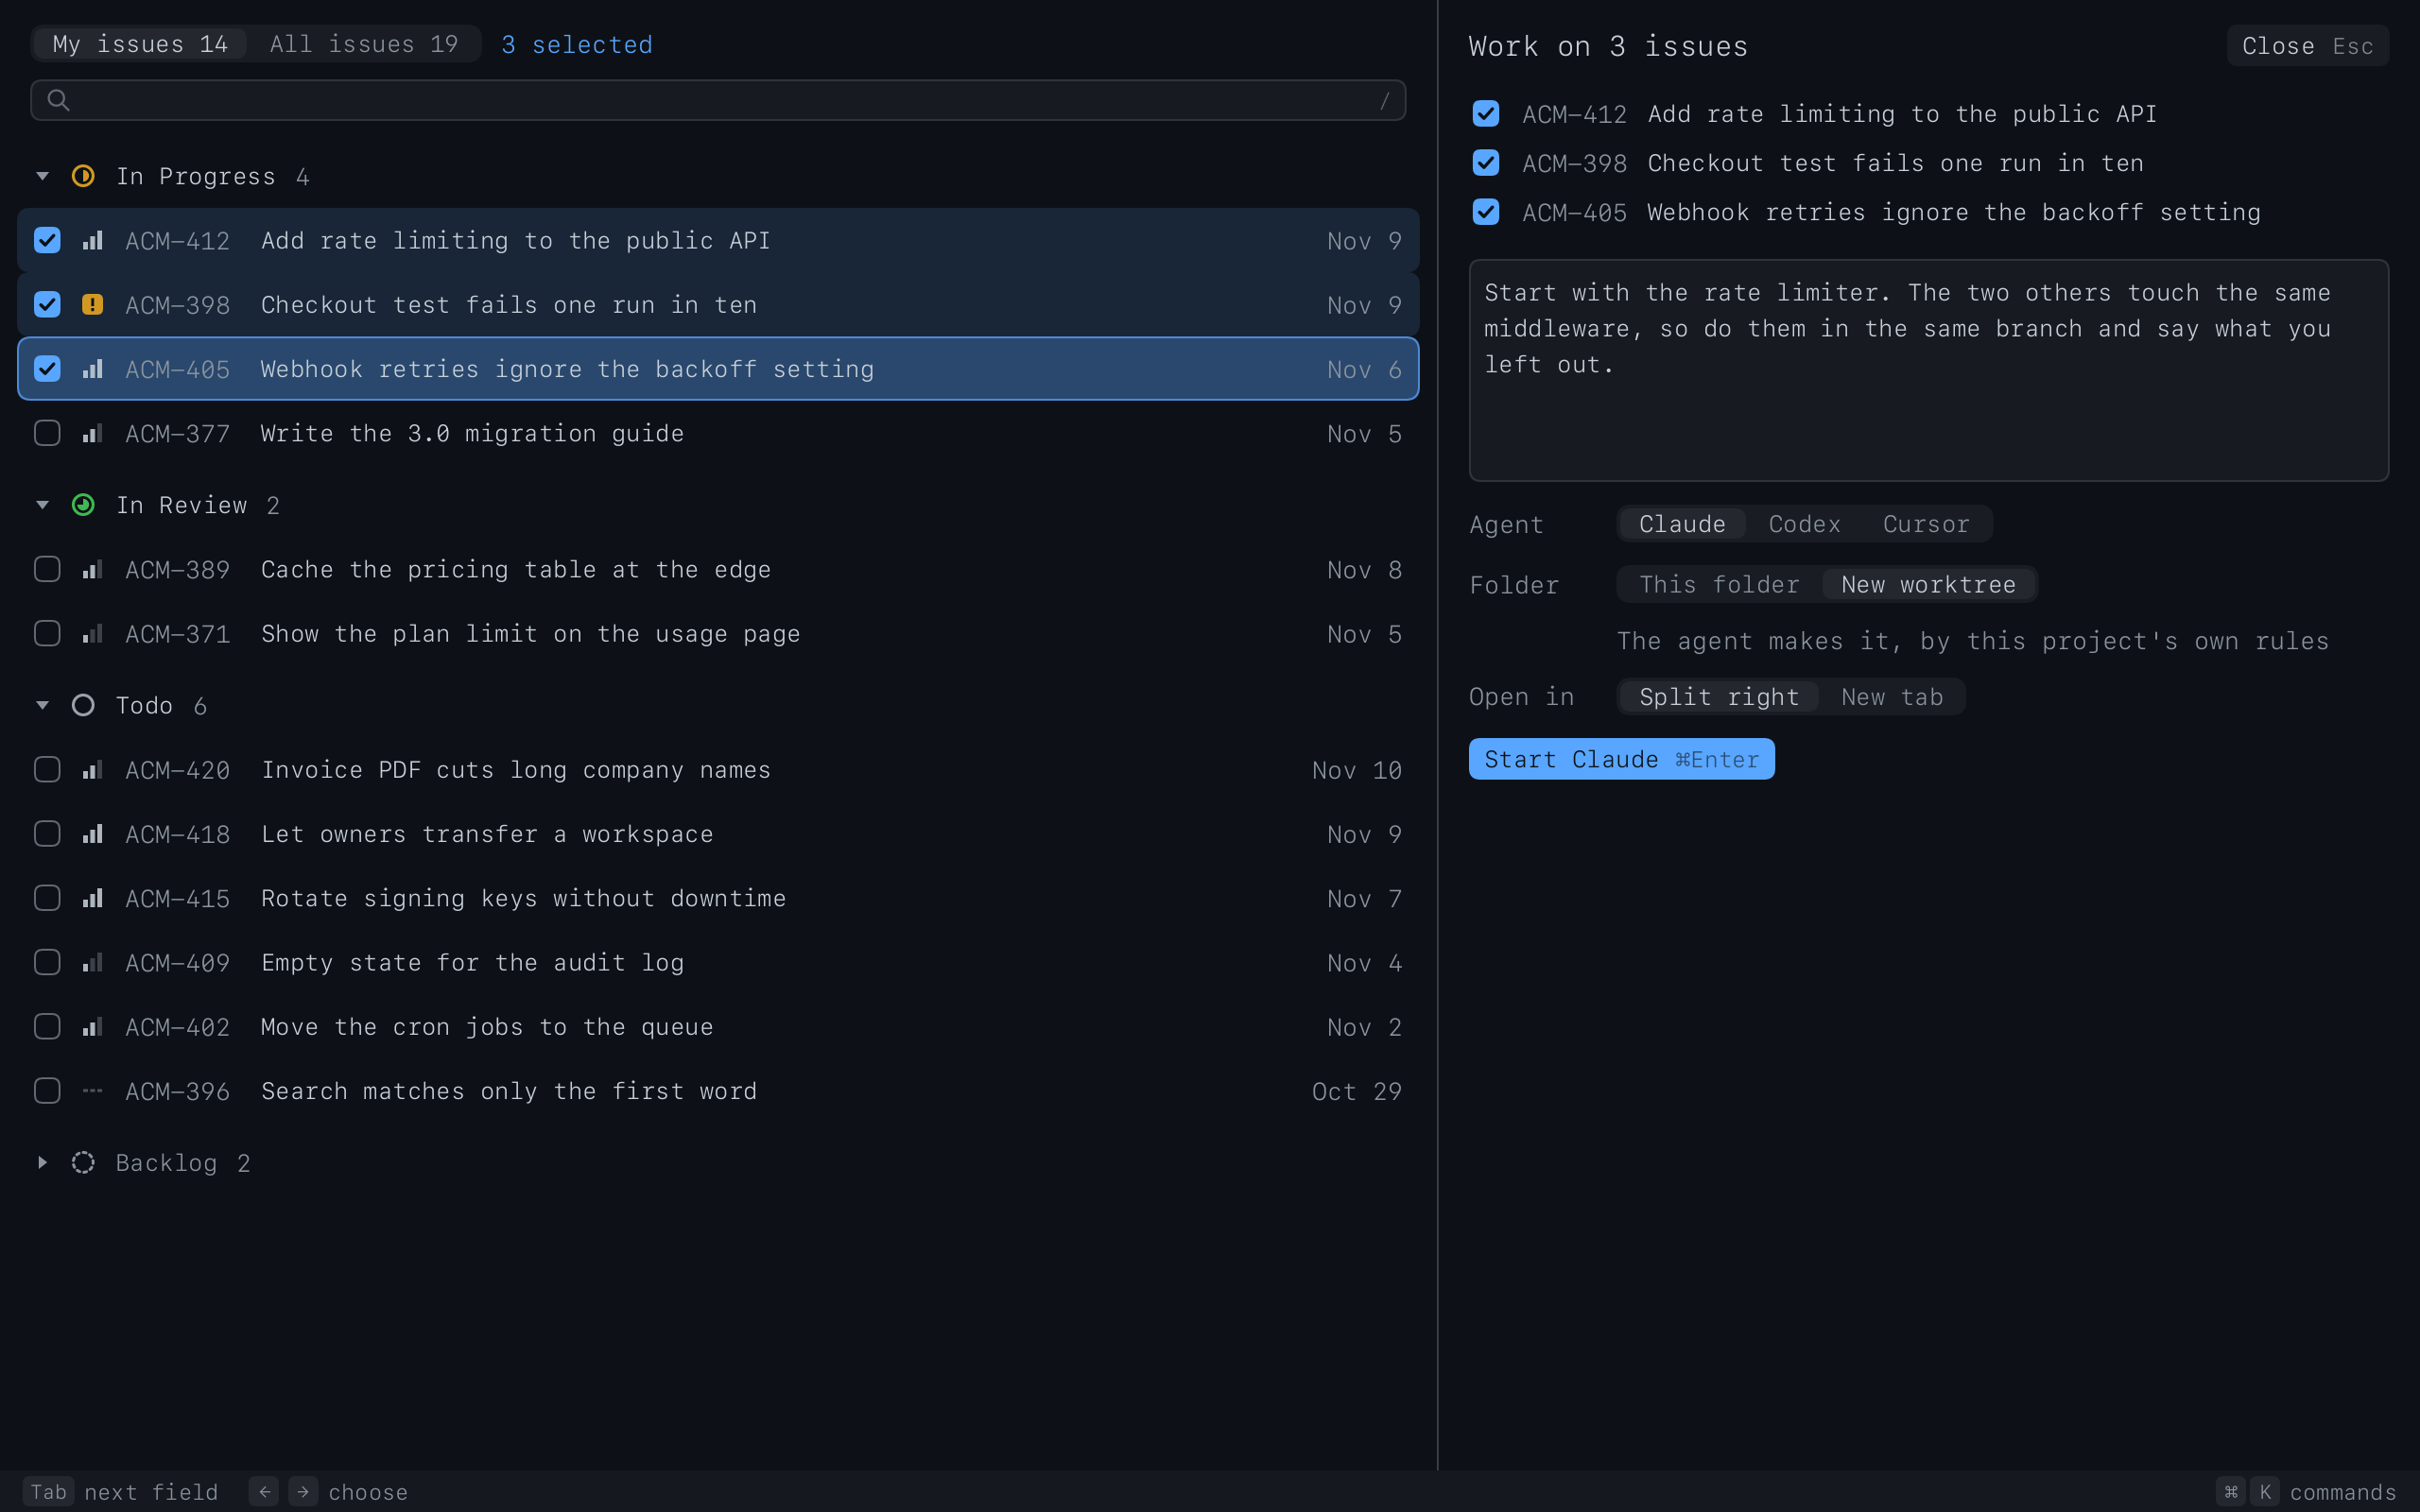 My issues 14 All issues 19 3 selected
/
In Progress 4
ACM-412 Add rate limiting to the public API Nov 9
ACM-398 Checkout test fails one run in ten Nov 9
ACM-405 Webhook retries ignore the backoff setting Nov 6
ACM-377 Write the 3.0 migration guide Nov 5
In Review 2
ACM-389 Cache the pricing table at the edge Nov 8
ACM-371 Show the plan limit on the usage page Nov 5
Todo 6
ACM-420 Invoice PDF cuts long company names Nov 10
ACM-418 Let owners transfer a workspace Nov 9
ACM-415 Rotate signing keys without downtime Nov 7
ACM-409 Empty state for the audit log Nov 4
ACM-402 Move the cron jobs to the queue Nov 2
ACM-396 Search matches only the first word Oct 29
Backlog 2
Work on 3 issues Close Esc
ACM-412 Add rate limiting to the public API
ACM-398 Checkout test fails one run in ten
ACM-405 Webhook retries ignore the backoff setting
Start with the rate limiter. The two others touch the same
middleware, so do them in the same branch and say what you
left out.
Agent Claude Codex Cursor
Folder This folder New worktree
The agent makes it, by this project's own rules
Open in Split right New tab
Start Claude ⌘Enter
Tab next field ← → choose
⌘ K commands